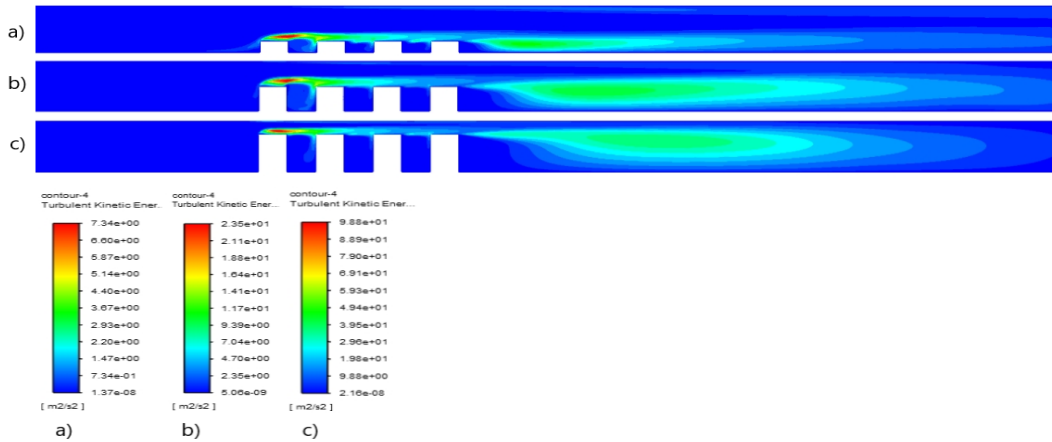 a)
b)
c)
contour-4
Turbulent Kinetic Ener..
7.34e+00
6.60e+00
5.87e+00
5.14e+00
4.40e+00
3.67e+00
2.93e+00
2.20e+00
1.47e+00
7.34e-01
1.37e-08
[ m2/s2 ]
a)
contour-4
Turbulent Kinetic Ener...
2.35e+01
2.11e+01
1.88e+01
1.64e+01
1.41e+01
1.17e+01
9.39e+00
7.04e+00
4.70e+00
2.35e+00
5.06e-09
[ m2/s2 ]
b)
contour-4
Turbulent Kinetic Ener...
9.88e+01
8.89e+01
7.90e+01
6.91e+01
5.93e+01
4.94e+01
3.95e+01
2.96e+01
1.98e+01
9.88e+00
2.16e-08
[ m2/s2 ]
c)